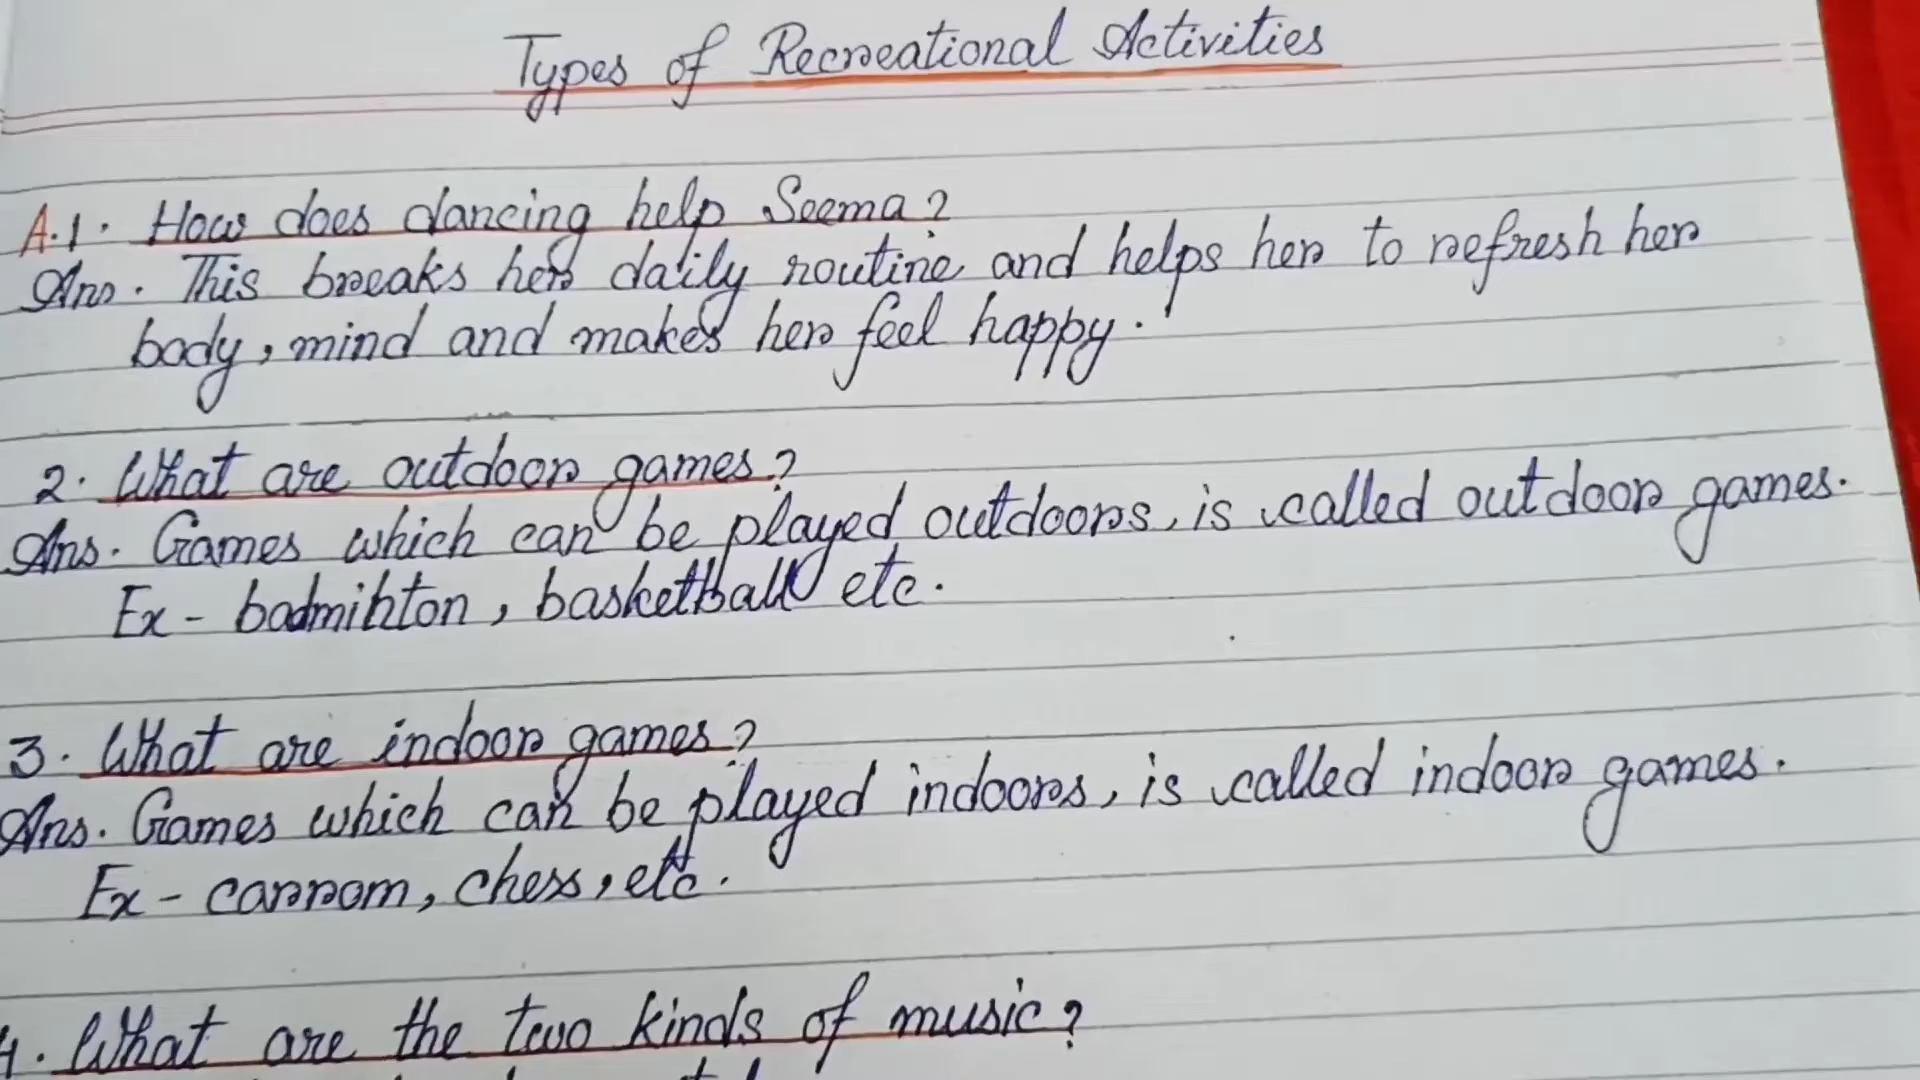 Types of Recreational Activities
A.1. How does dancing help Seema?
Ans. This breaks her daily routine and helps her to refresh her
body, mind and makes her feel happy.
2. What are outdoor games?
Ans. Games which can be played outdoors, is called outdoor games.
Ex - badminton, basketball etc.
3. What are indoor games?
Ans. Games which can be played indoors, is called indoor games.
Ex - carrom, chess, etc.
4. What are the two kinds of music?